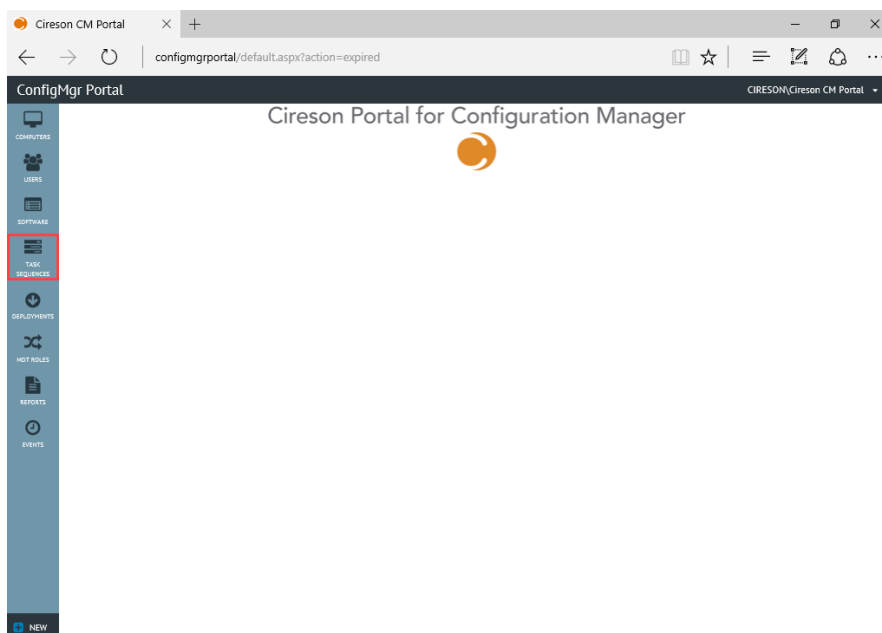 Cireson CM Portal
configmgrportal/default.aspx?action=expired
ConfigMgr Portal
CIRESON\Cireson CM Portal
Cireson Portal for Configuration Manager
COMPUTERS
USERS
SOFTWARE
TASK
SEQUENCES
DEPLOYMENTS
MDT ROLES
REPORTS
EVENTS
NEW